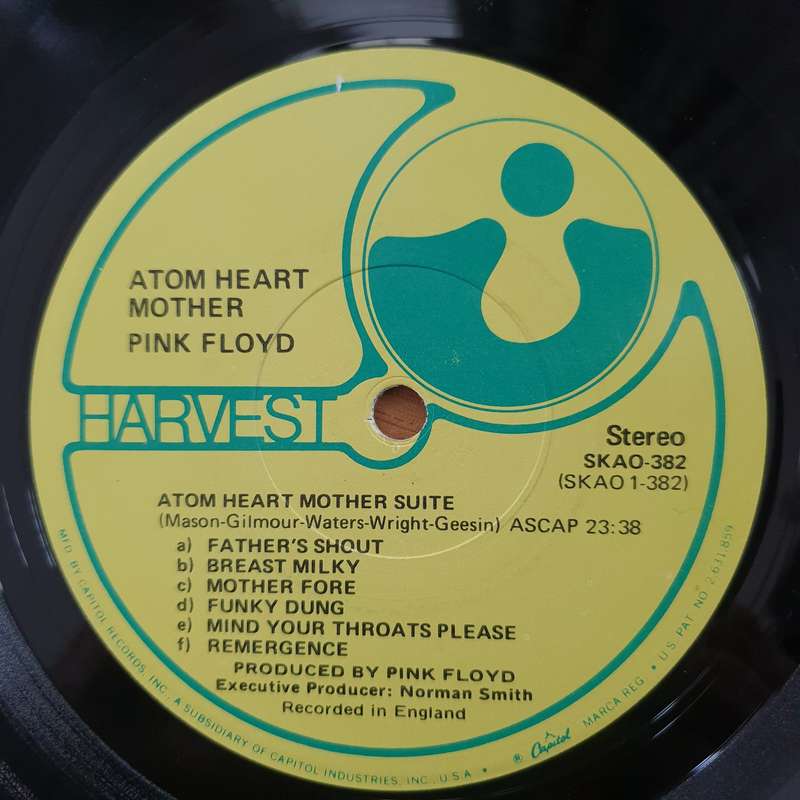 ATOM HEART
MOTHER
PINK FLOYD
HARVEST
Stereo
SKAO-382
(SKAO 1-382)
ATOM HEART MOTHER SUITE
(Mason-Gilmour-Waters-Wright-Geesin) ASCAP 23:38
a) FATHER'S SHOUT
b) BREAST MILKY
c) MOTHER FORE
d) FUNKY DUNG
e) MIND YOUR THROATS PLEASE
f) REMERGENCE
PRODUCED BY PINK FLOYD
Executive Producer: Norman Smith
Recorded in England
MFD. BY CAPITOL RECORDS, INC., A SUBSIDIARY OF CAPITOL INDUSTRIES, INC., U.S.A. • ® Capitol MARCA REG. • U.S. PAT. NO. 2,631,859